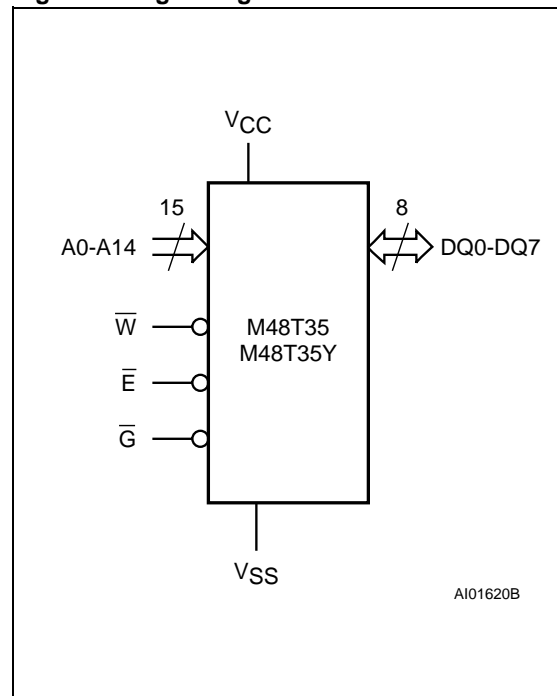 VCC
15
8
A0-A14
DQ0-DQ7
W̅
M48T35
M48T35Y
E̅
G̅
VSS
AI01620B